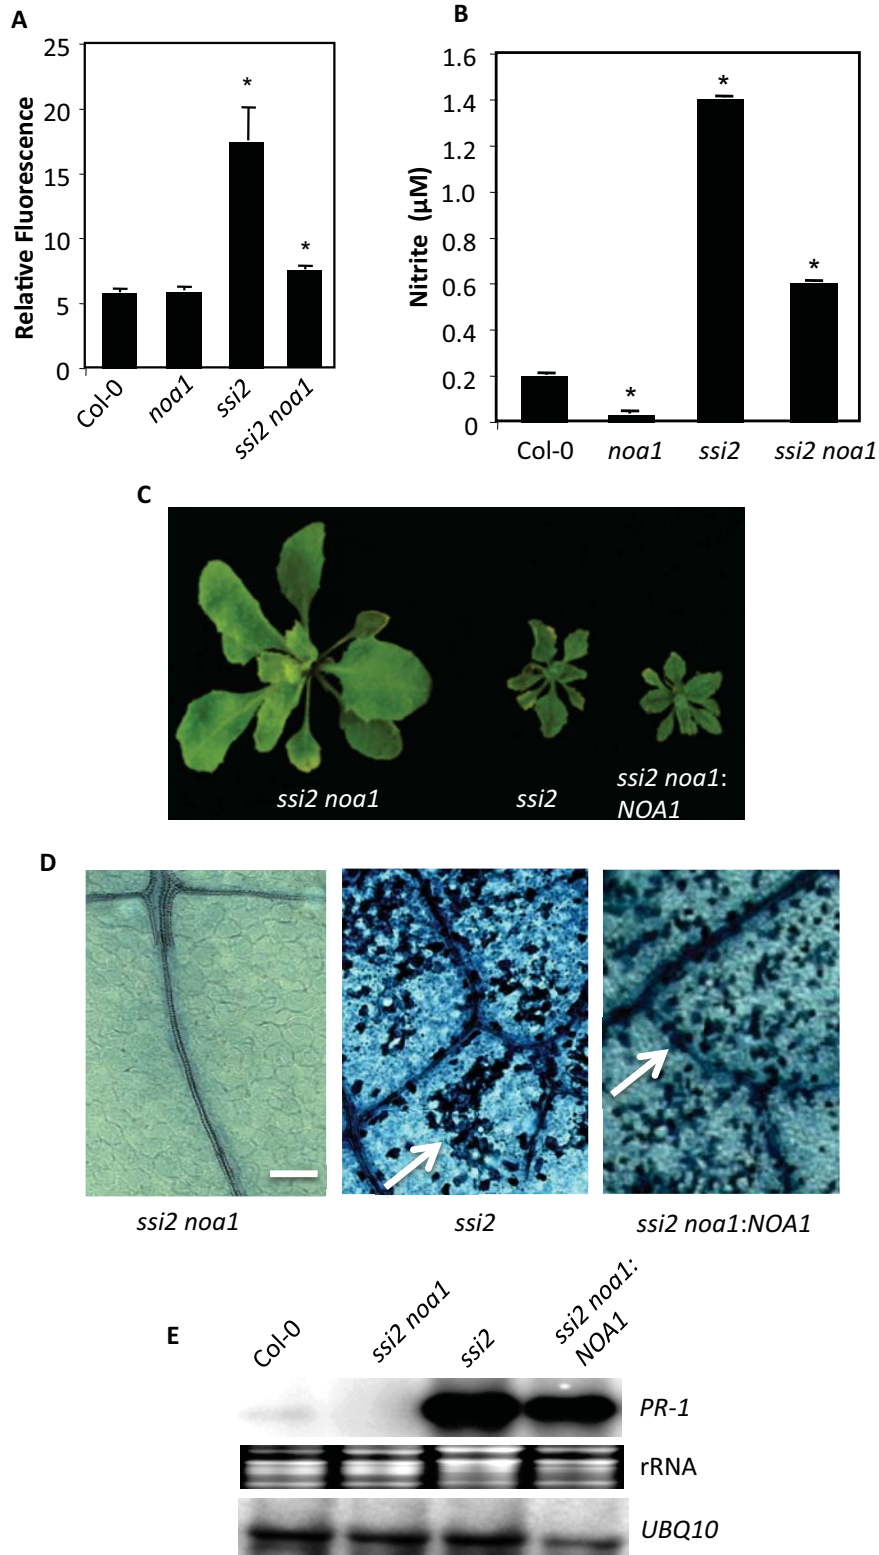 A
Relative Fluorescence
25
20
15
10
5
0
*
*
Col-0
noa1
ssi2
ssi2 noa1
B
Nitrite (µM)
1.6
1.4
1.2
1.0
0.8
0.6
0.4
0.2
0
*
*
*
Col-0
noa1
ssi2
ssi2 noa1
C
ssi2 noa1
ssi2
ssi2 noa1:
NOA1
D
ssi2 noa1
ssi2
ssi2 noa1:NOA1
E
Col-0
ssi2 noa1
ssi2
ssi2 noa1:
NOA1
PR-1
rRNA
UBQ10